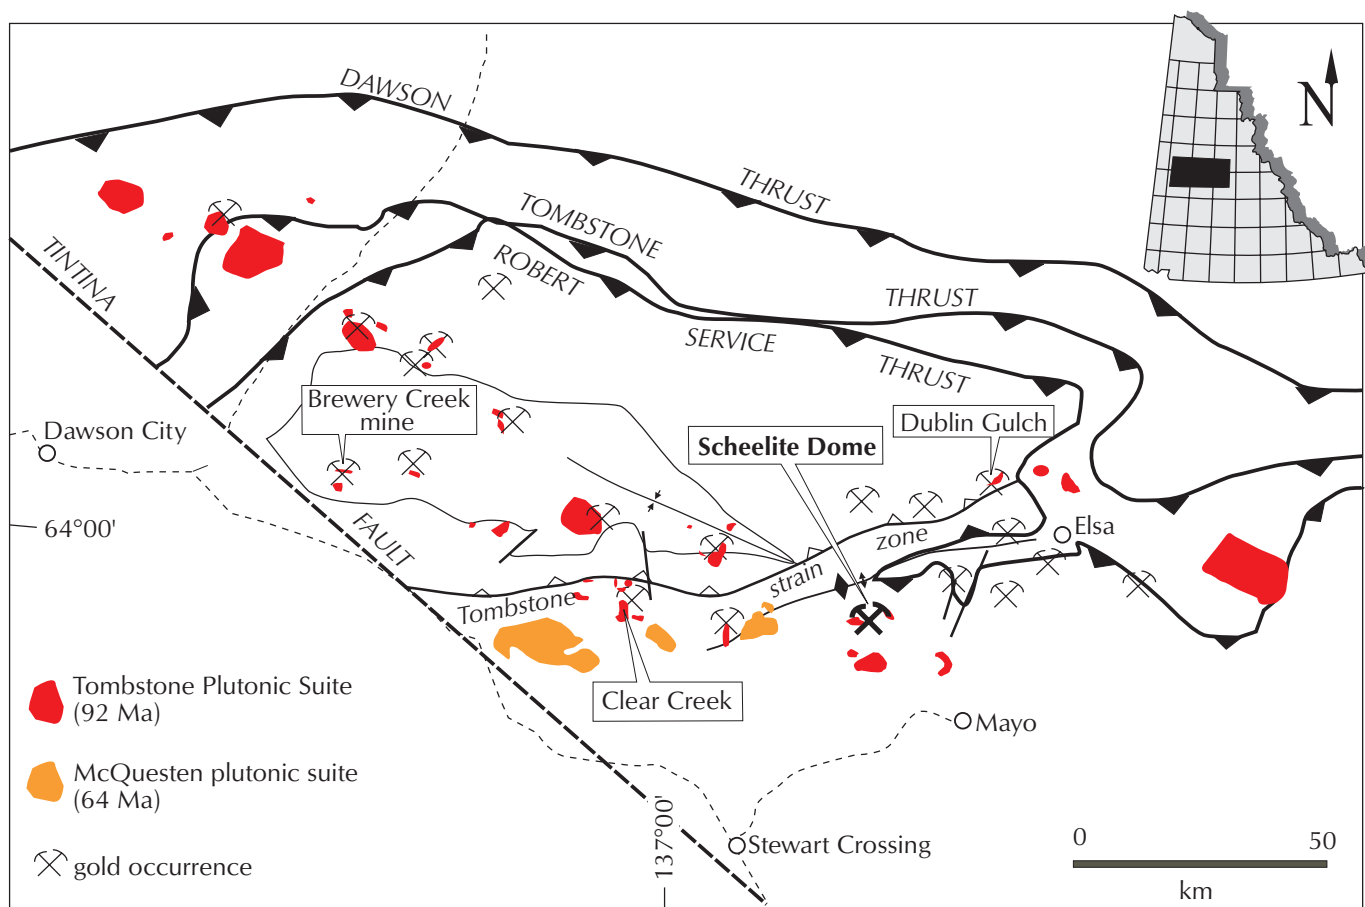 DAWSON
THRUST
N
TOMBSTONE
THRUST
ROBERT
SERVICE
THRUST
TINTINA
FAULT
Brewery Creek
mine
Dawson City
Scheelite Dome
Dublin Gulch
64°00'
Elsa
Tombstone
strain
zone
Clear Creek
Mayo
Tombstone Plutonic Suite
(92 Ma)
McQuesten plutonic suite
(64 Ma)
gold occurrence
137°00'
Stewart Crossing
0 50
km